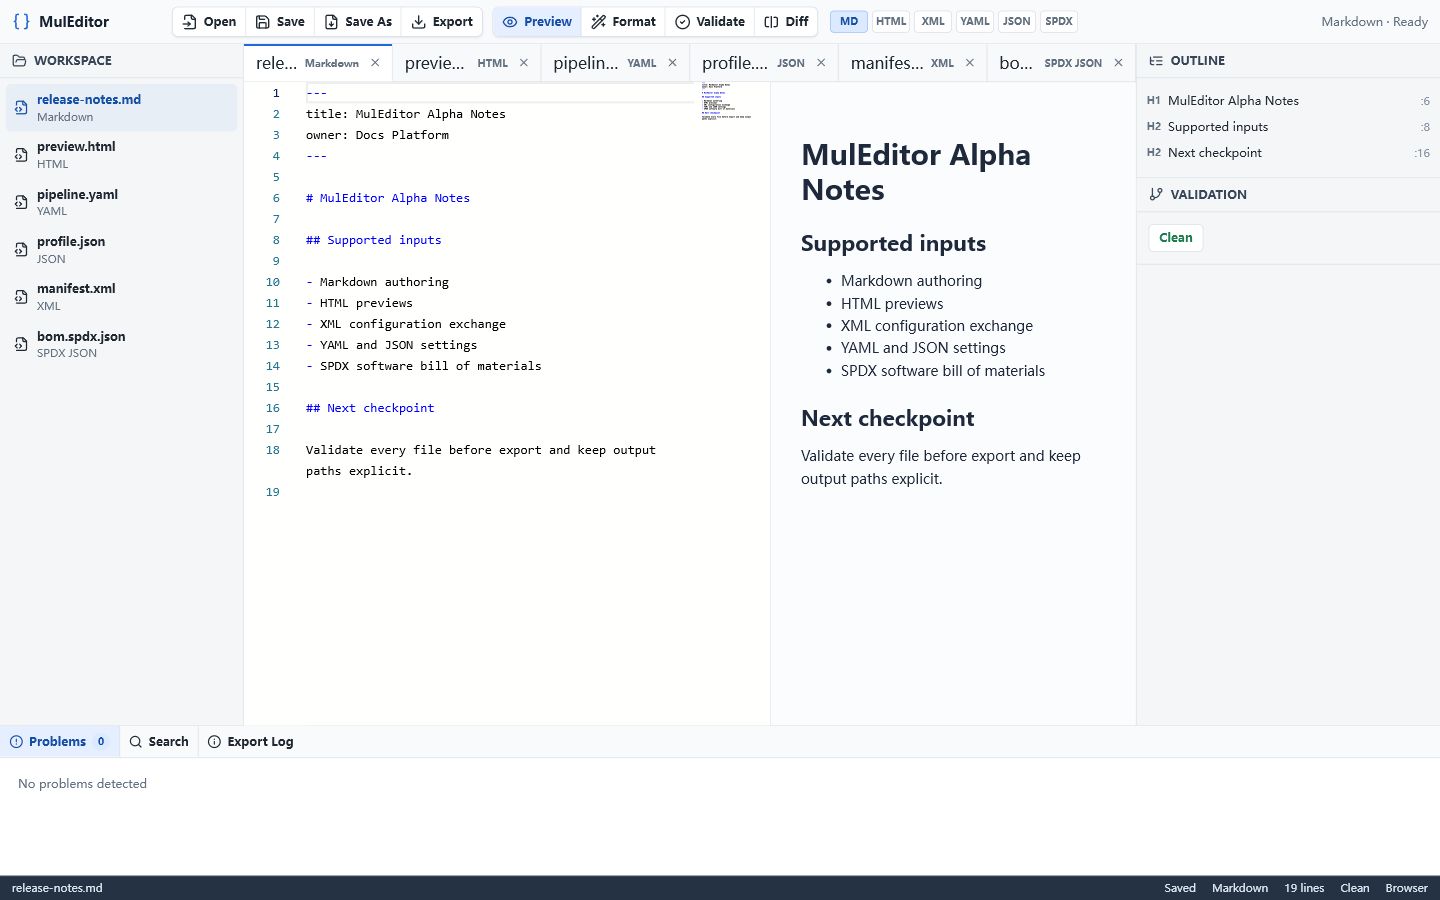 { } MulEditor
Open Save Save As Export Preview Format Validate Diff MD HTML XML YAML JSON SPDX Markdown · Ready
WORKSPACE
release-notes.md
Markdown
preview.html
HTML
pipeline.yaml
YAML
profile.json
JSON
manifest.xml
XML
bom.spdx.json
SPDX JSON
rele... Markdown × previe... HTML × pipelin... YAML × profile.... JSON × manifes... XML × bo... SPDX JSON ×
1 ---
2 title: MulEditor Alpha Notes
3 owner: Docs Platform
4 ---
5
6 # MulEditor Alpha Notes
7
8 ## Supported inputs
9
10 - Markdown authoring
11 - HTML previews
12 - XML configuration exchange
13 - YAML and JSON settings
14 - SPDX software bill of materials
15
16 ## Next checkpoint
17
18 Validate every file before export and keep output
paths explicit.
19
MulEditor Alpha
Notes
Supported inputs
• Markdown authoring
• HTML previews
• XML configuration exchange
• YAML and JSON settings
• SPDX software bill of materials
Next checkpoint
Validate every file before export and keep
output paths explicit.
OUTLINE
H1 MulEditor Alpha Notes :6
H2 Supported inputs :8
H2 Next checkpoint :16
VALIDATION
Clean
Problems 0 Search Export Log
No problems detected
release-notes.md Saved Markdown 19 lines Clean Browser